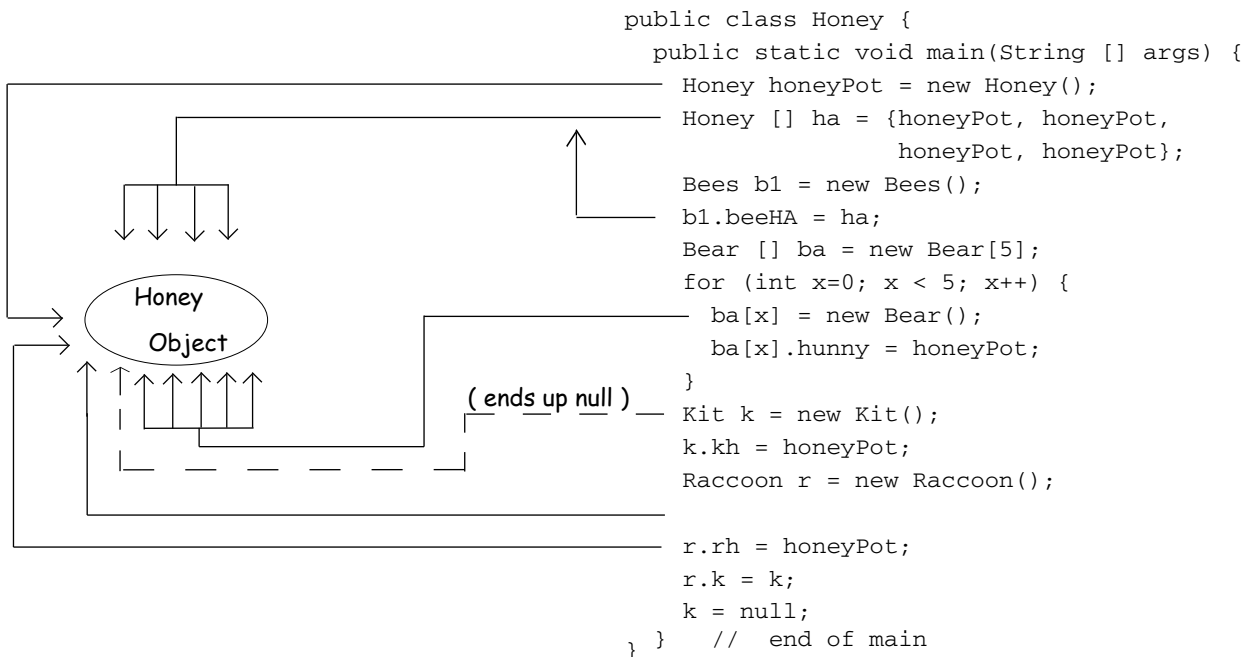 public class Honey {
public static void main(String [] args) {
Honey honeyPot = new Honey();
Honey [] ha = {honeyPot, honeyPot,
honeyPot, honeyPot};
Bees b1 = new Bees();
b1.beeHA = ha;
Bear [] ba = new Bear[5];
for (int x=0; x < 5; x++) {
ba[x] = new Bear();
ba[x].hunny = honeyPot;
}
Kit k = new Kit();
k.kh = honeyPot;
Raccoon r = new Raccoon();
r.rh = honeyPot;
r.k = k;
k = null;
} // end of main
}
Honey
Object
( ends up null )